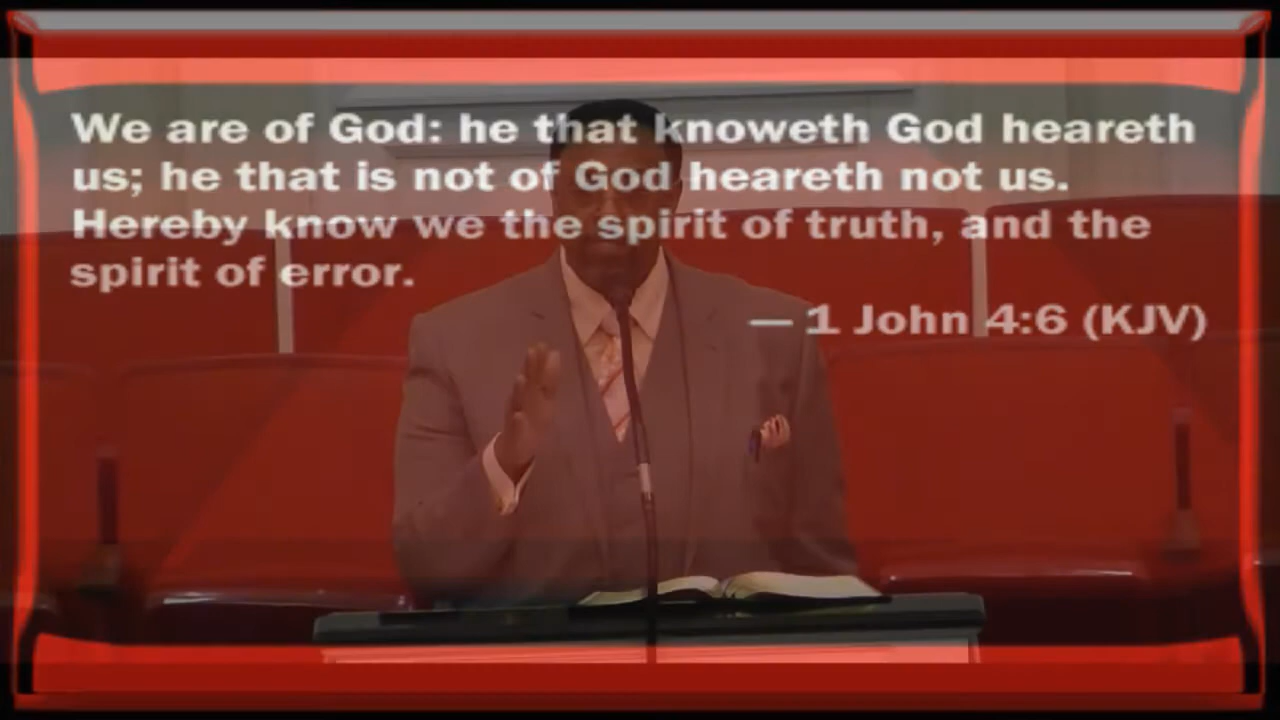 We are of God: he that knoweth God heareth
us; he that is not of God heareth not us.
Hereby know we the spirit of truth, and the
spirit of error.
— 1 John 4:6 (KJV)